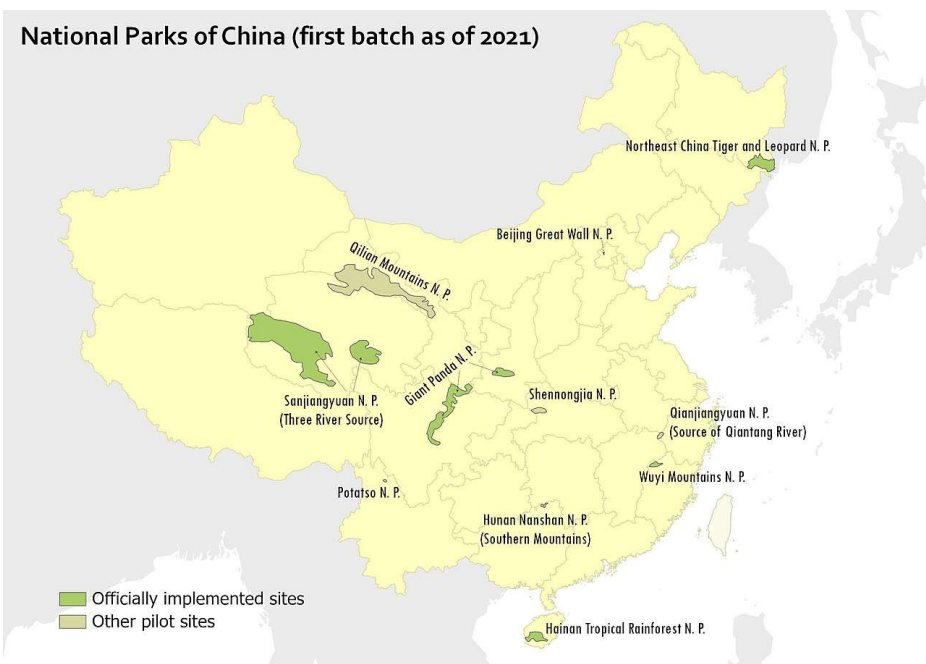 National Parks of China (first batch as of 2021)
Northeast China Tiger and Leopard N. P.
Beijing Great Wall N. P.
Qilian Mountains N. P.
Giant Panda N. P.
Sanjiangyuan N. P.
(Three River Source)
Shennongjia N. P.
Qianjiangyuan N. P.
(Source of Qiantang River)
Wuyi Mountains N. P.
Potatso N. P.
Hunan Nanshan N. P.
(Southern Mountains)
Officially implemented sites
Other pilot sites
Hainan Tropical Rainforest N. P.